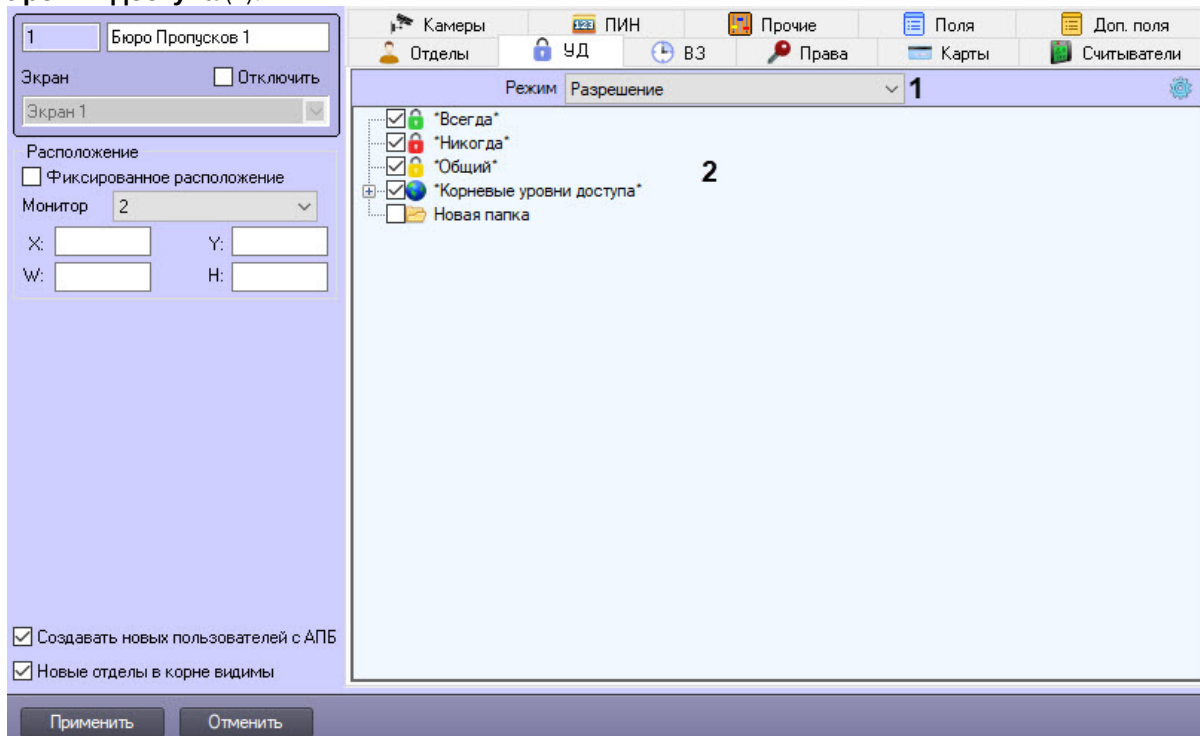 1
Бюро Пропусков 1
Экран
Отключить
Экран 1
Расположение
Фиксированное расположение
Монитор 2
X: Y:
W: H:
Создавать новых пользователей с АПБ
Новые отделы в корне видимы
Применить Отменить
Камеры ПИН Прочие Поля Доп. поля
Отделы УД ВЗ Права Карты Считыватели
Режим Разрешение 1
*Всегда*
*Никогда*
*Общий*
2
*Корневые уровни доступа*
Новая папка